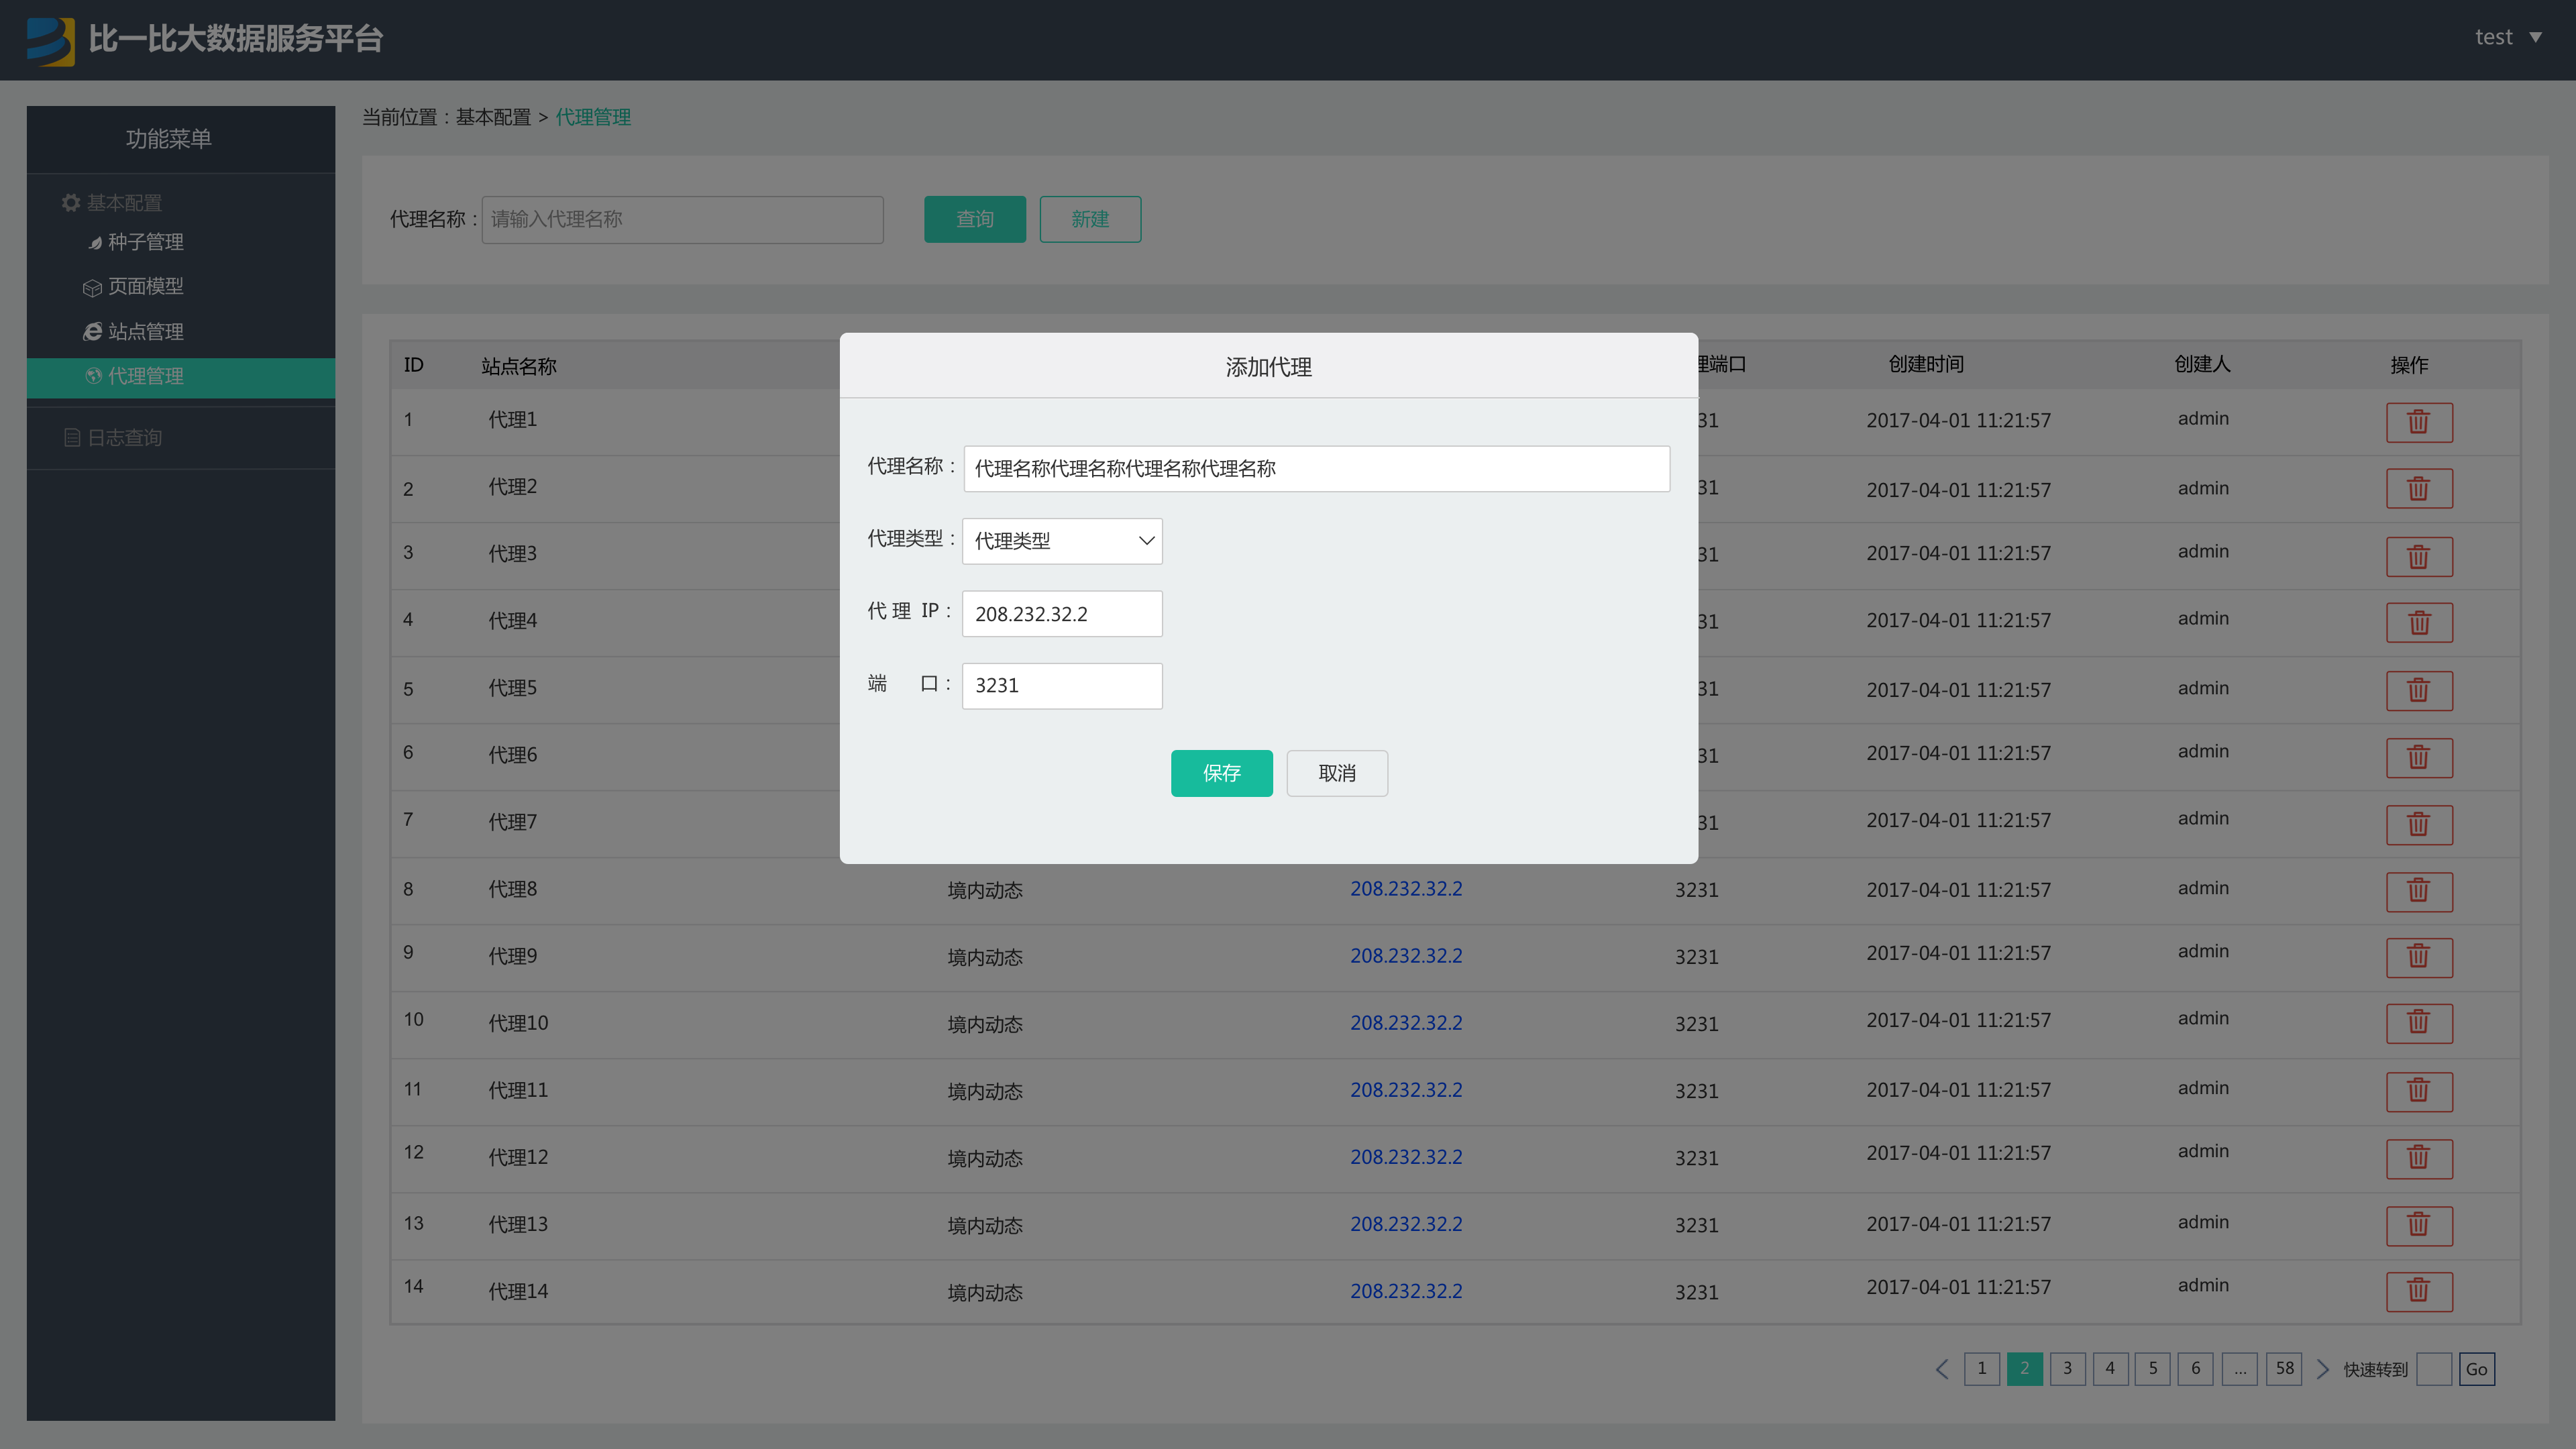 比一比大数据服务平台
test
功能菜单
基本配置
种子管理
页面模型
站点管理
代理管理
日志查询
当前位置：基本配置 > 代理管理
代理名称：请输入代理名称 查询 新建
ID 站点名称 理端口 创建时间 创建人 操作
1 代理1 31 2017-04-01 11:21:57 admin
2 代理2 31 2017-04-01 11:21:57 admin
3 代理3 31 2017-04-01 11:21:57 admin
4 代理4 31 2017-04-01 11:21:57 admin
5 代理5 31 2017-04-01 11:21:57 admin
6 代理6 31 2017-04-01 11:21:57 admin
7 代理7 31 2017-04-01 11:21:57 admin
8 代理8 境内动态 208.232.32.2 3231 2017-04-01 11:21:57 admin
9 代理9 境内动态 208.232.32.2 3231 2017-04-01 11:21:57 admin
10 代理10 境内动态 208.232.32.2 3231 2017-04-01 11:21:57 admin
11 代理11 境内动态 208.232.32.2 3231 2017-04-01 11:21:57 admin
12 代理12 境内动态 208.232.32.2 3231 2017-04-01 11:21:57 admin
13 代理13 境内动态 208.232.32.2 3231 2017-04-01 11:21:57 admin
14 代理14 境内动态 208.232.32.2 3231 2017-04-01 11:21:57 admin
1 2 3 4 5 6 ... 58 快速转到 Go
添加代理
代理名称：代理名称代理名称代理名称代理名称
代理类型：代理类型
代 理 IP：208.232.32.2
端 口：3231
保存 取消